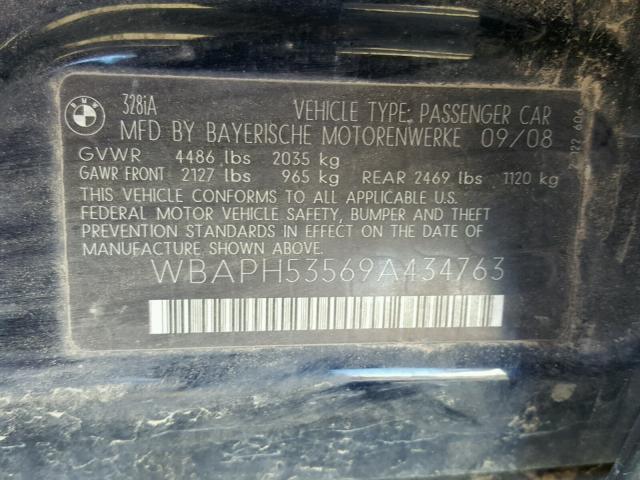 BMW
328iA
VEHICLE TYPE: PASSENGER CAR
MFD BY BAYERISCHE MOTORENWERKE 09/08
GVWR 4486 lbs 2035 kg
GAWR FRONT 2127 lbs 965 kg REAR 2469 lbs 1120 kg
THIS VEHICLE CONFORMS TO ALL APPLICABLE U.S.
FEDERAL MOTOR VEHICLE SAFETY, BUMPER AND THEFT
PREVENTION STANDARDS IN EFFECT ON THE DATE OF
MANUFACTURE SHOWN ABOVE.
WBAPH53569A434763